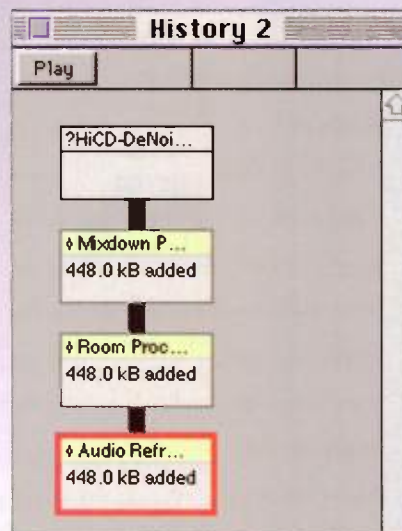 History 2
Play
?HiCD-DeNoi...
◊ Mixdown P...
448.0 kB added
◊ Room Proc...
448.0 kB added
◊ Audio Refr...
448.0 kB added